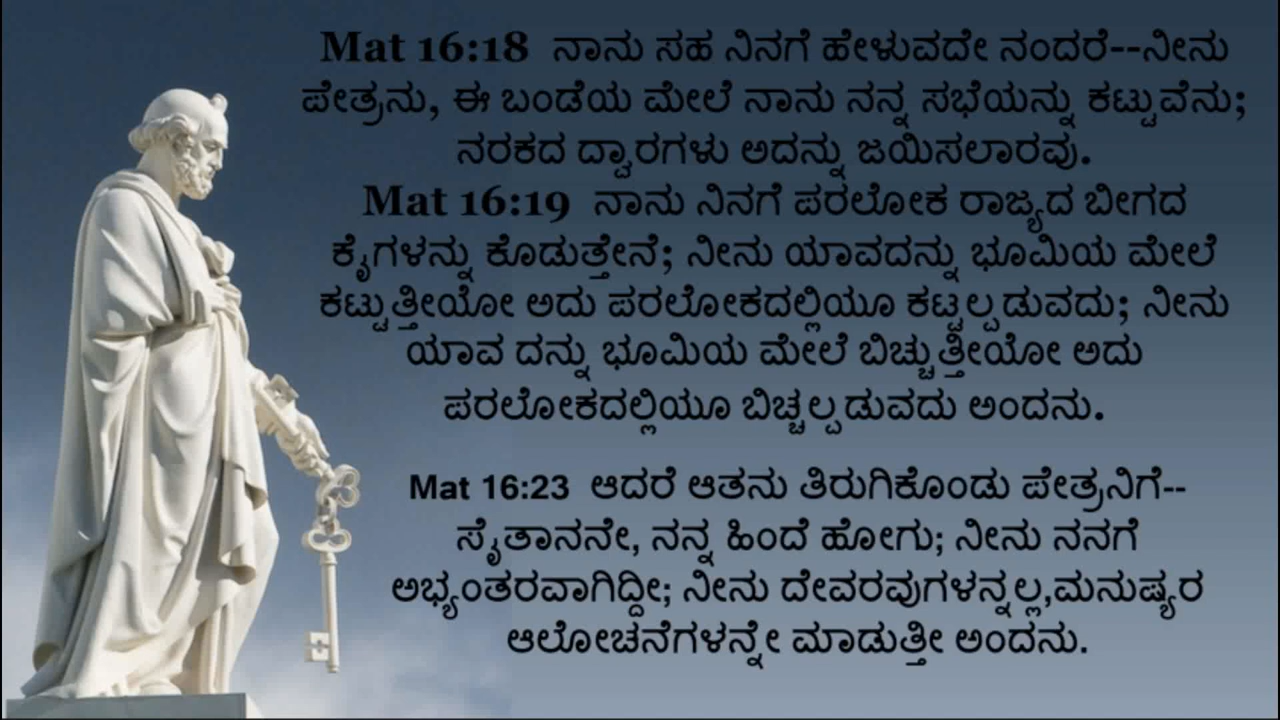 Mat 16:18 ನಾನು ಸಹ ನಿನಗೆ ಹೇಳುವದೇ ನಂದರೆ--ನೀನು
ಪೇತ್ರನು, ಈ ಬಂಡೆಯ ಮೇಲೆ ನಾನು ನನ್ನ ಸಭೆಯನ್ನು ಕಟ್ಟುವೆನು;
ನರಕದ ದ್ವಾರಗಳು ಅದನ್ನು ಜಯಿಸಲಾರವು.
Mat 16:19 ನಾನು ನಿನಗೆ ಪರಲೋಕ ರಾಜ್ಯದ ಬೀಗದ
ಕೈಗಳನ್ನು ಕೊಡುತ್ತೇನೆ; ನೀನು ಯಾವದನ್ನು ಭೂಮಿಯ ಮೇಲೆ
ಕಟ್ಟುತ್ತೀಯೋ ಅದು ಪರಲೋಕದಲ್ಲಿಯೂ ಕಟ್ಟಲ್ಪಡುವದು; ನೀನು
ಯಾವ ದನ್ನು ಭೂಮಿಯ ಮೇಲೆ ಬಿಚ್ಚುತ್ತೀಯೋ ಅದು
ಪರಲೋಕದಲ್ಲಿಯೂ ಬಿಚ್ಚಲ್ಪಡುವದು ಅಂದನು.
Mat 16:23 ಆದರೆ ಆತನು ತಿರುಗಿಕೊಂಡು ಪೇತ್ರನಿಗೆ--
ಸೈತಾನನೇ, ನನ್ನ ಹಿಂದೆ ಹೋಗು; ನೀನು ನನಗೆ
ಅಭ್ಯಂತರವಾಗಿದ್ದೀ; ನೀನು ದೇವರವುಗಳನ್ನಲ್ಲ,ಮನುಷ್ಯರ
ಆಲೋಚನೆಗಳನ್ನೇ ಮಾಡುತ್ತೀ ಅಂದನು.